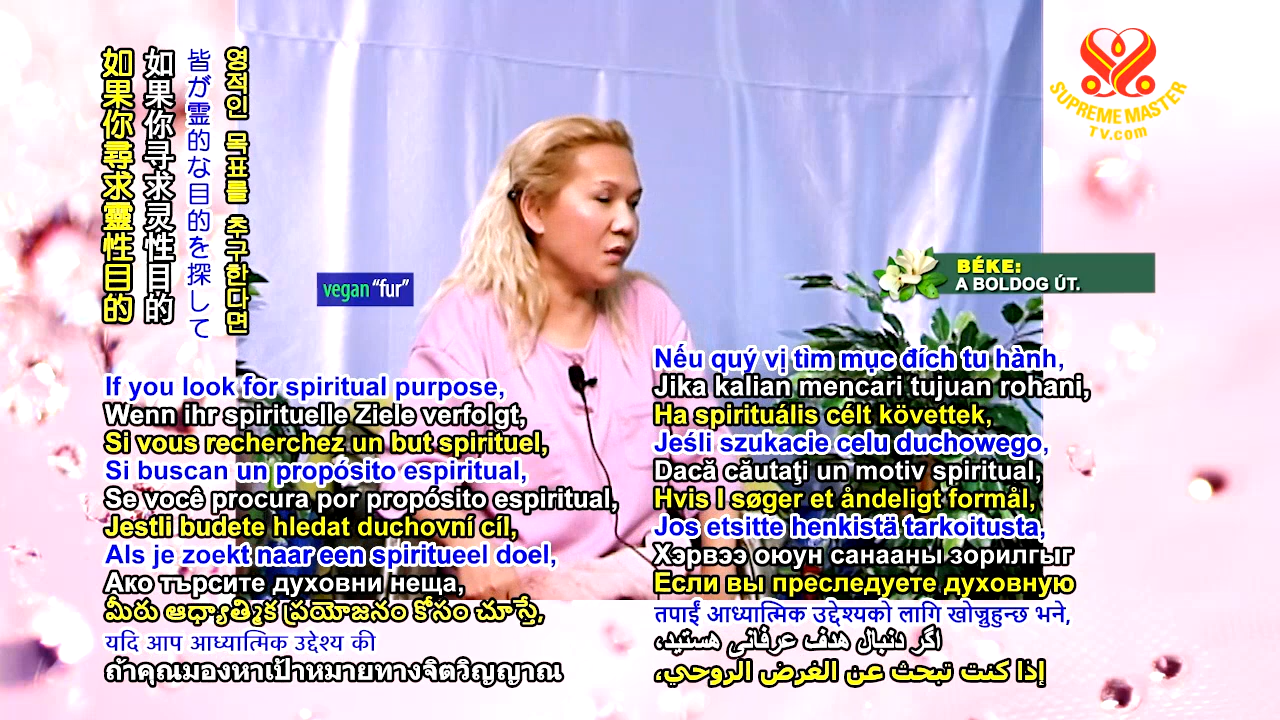 如果你尋求靈性目的
如果你寻求灵性目的
皆が霊的な目的を探して
영적인 목표를 추구한다면
SUPREME MASTER
TV.com
vegan "fur"
BÉKE:
A BOLDOG ÚT.
If you look for spiritual purpose,
Wenn ihr spirituelle Ziele verfolgt,
Si vous recherchez un but spirituel,
Si buscan un propósito espiritual,
Se você procura por propósito espiritual,
Jestli budete hledat duchovní cíl,
Als je zoekt naar een spiritueel doel,
Ако търсите духовни неща,
మీరు ఆధ్యాత్మిక ప్రయోజనం కోసం చూస్తే,
यदि आप आध्यात्मिक उद्देश्य की
ถ้าคุณมองหาเป้าหมายทางจิตวิญญาณ
Nếu quý vị tìm mục đích tu hành,
Jika kalian mencari tujuan rohani,
Ha spirituális célt követtek,
Jeśli szukacie celu duchowego,
Dacă căutaţi un motiv spiritual,
Hvis I søger et åndeligt formål,
Jos etsitte henkistä tarkoitusta,
Хэрвээ оюун санааны зорилгыг
Если вы преследуете духовную
तपाईं आध्यात्मिक उद्देश्यको लागि खोज्नुहुन्छ भने,
اگر دنبال هدف عرفانی هستید،
إذا كنت تبحث عن الغرض الروحي،